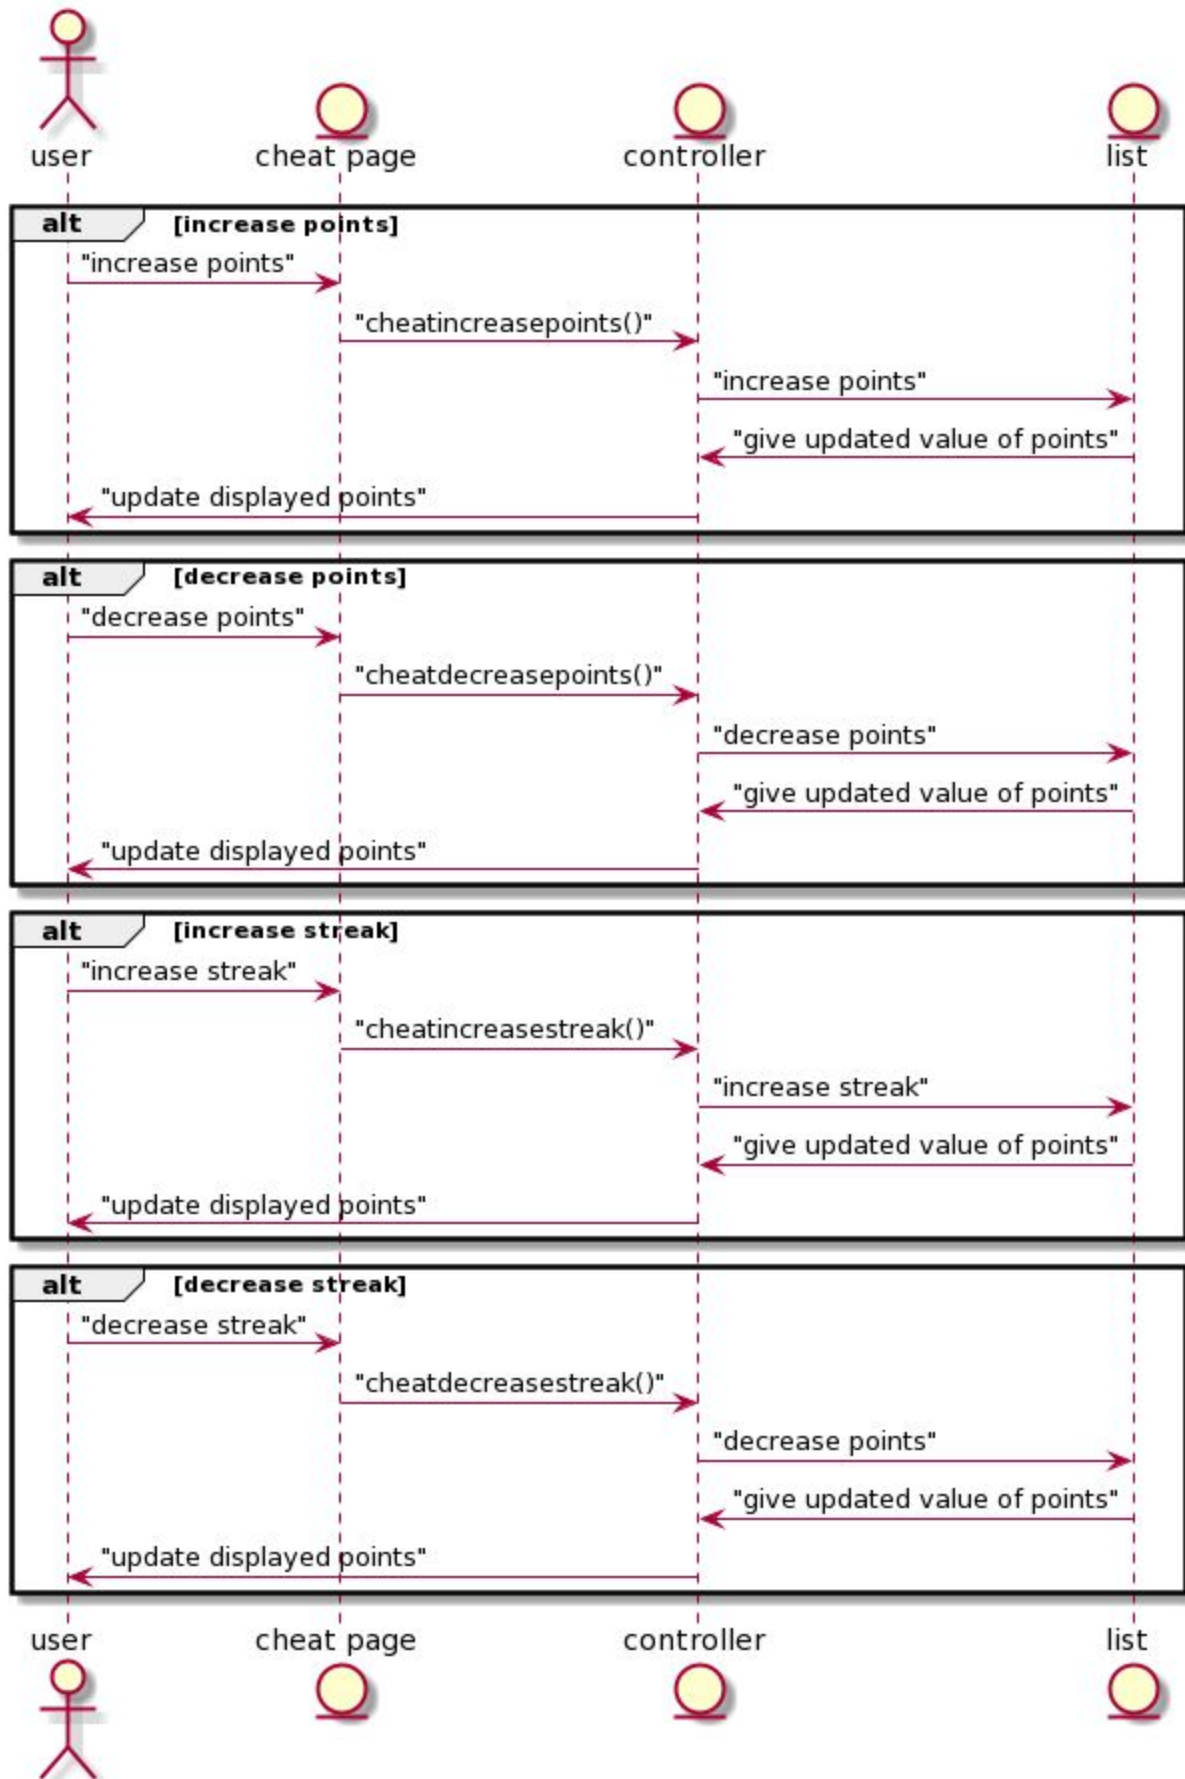 user
cheat page
controller
list
alt [increase points]
"increase points"
"cheatincreasepoints()"
"increase points"
"give updated value of points"
"update displayed points"
alt [decrease points]
"decrease points"
"cheatdecreasepoints()"
"decrease points"
"give updated value of points"
"update displayed points"
alt [increase streak]
"increase streak"
"cheatincreasestreak()"
"increase streak"
"give updated value of points"
"update displayed points"
alt [decrease streak]
"decrease streak"
"cheatdecreasestreak()"
"decrease points"
"give updated value of points"
"update displayed points"
user
cheat page
controller
list